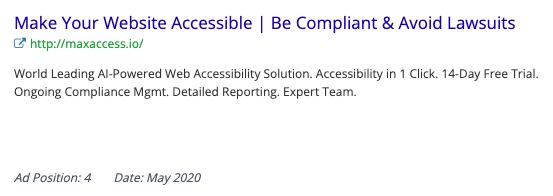 Make Your Website Accessible | Be Compliant & Avoid Lawsuits
http://maxaccess.io/
World Leading AI-Powered Web Accessibility Solution. Accessibility in 1 Click. 14-Day Free Trial.
Ongoing Compliance Mgmt. Detailed Reporting. Expert Team.
Ad Position: 4 Date: May 2020